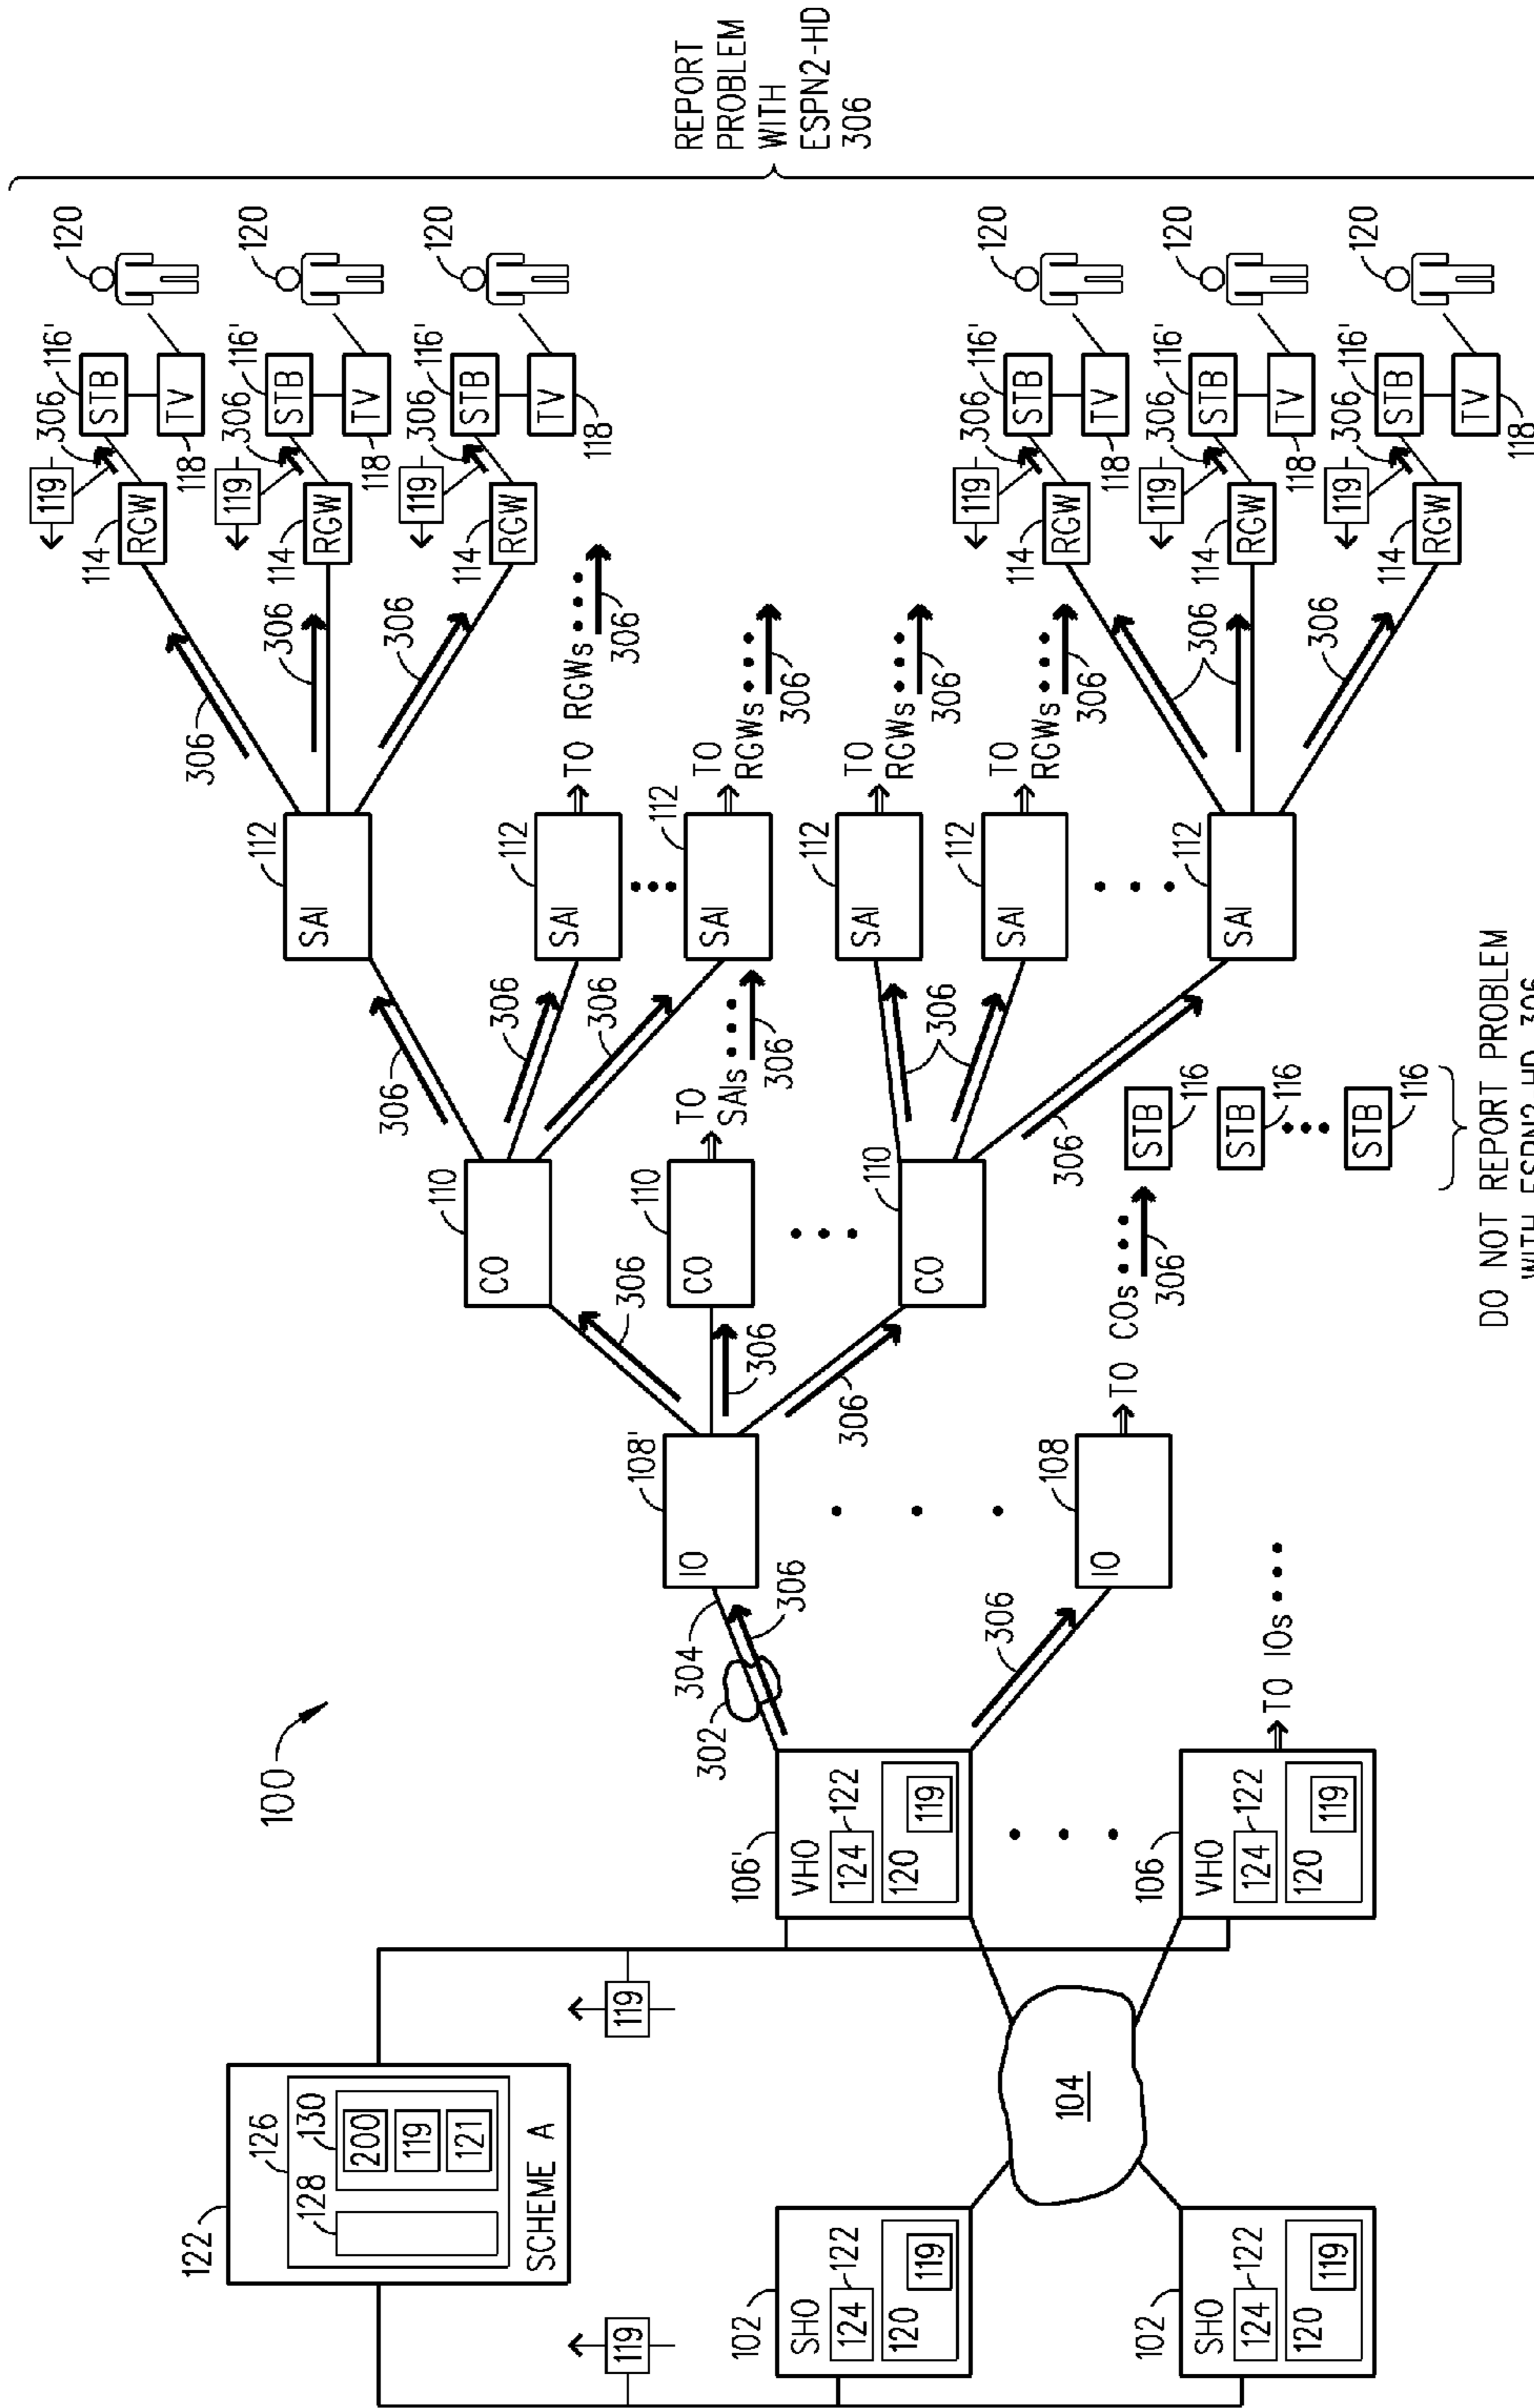 100
122
126
128
130
200
119
121
SCHEME A
119
119
102
SHO
124
122
120
119
102
SHO
124
122
120
119
104
106'
VHO
124
122
120
119
106
VHO
124
122
120
119
TO IOs
302
304
306
306
108'
IO
108
IO
TO COs
306
306
306
306
110
CO
110
CO
TO
SAIs
306
110
CO
306
306
306
306
306
112
SAI
112
SAI
TO RGWs
306
112
SAI
TO
RGWs
306
112
SAI
TO
RGWs
306
112
SAI
TO
RGWs
306
112
SAI
306
306
306
306
306
119
306
116'
120
114
RGW
STB
118
TV
119
306
116'
120
114
RGW
STB
118
TV
119
306
116'
120
114
RGW
STB
118
TV
119
306
116'
120
114
RGW
STB
118
TV
119
306
116'
120
114
RGW
STB
118
TV
119
306
116'
120
114
RGW
STB
118
TV
REPORT
PROBLEM
WITH
ESPN2-HD
306
STB
116
STB
116
STB
116
DO NOT REPORT PROBLEM
WITH ESPN2-HD 306